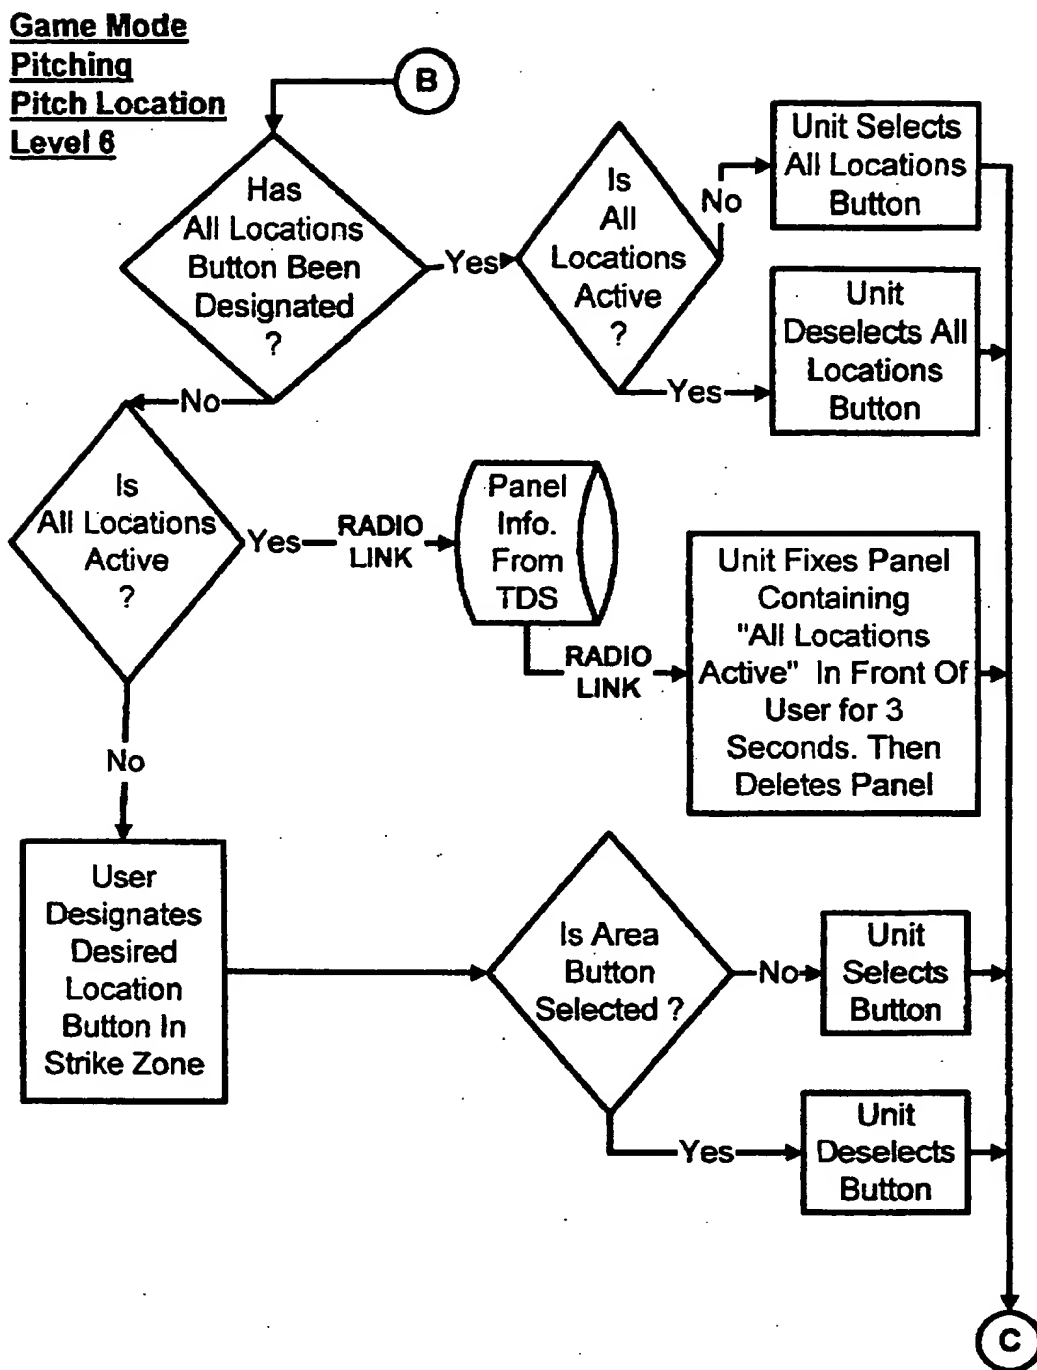 Game Mode
Pitching
Pitch Location
Level 6
B
Has
All Locations
Button Been
Designated
?
Yes
Is
All
Locations
Active
?
No
Unit Selects
All Locations
Button
Yes
Unit
Deselects All
Locations
Button
No
Is
All Locations
Active
?
Yes
RADIO
LINK
Panel
Info.
From
TDS
RADIO
LINK
Unit Fixes Panel
Containing
"All Locations
Active" In Front Of
User for 3
Seconds. Then
Deletes Panel
No
User
Designates
Desired
Location
Button In
Strike Zone
Is Area
Button
Selected ?
No
Unit
Selects
Button
Yes
Unit
Deselects
Button
C